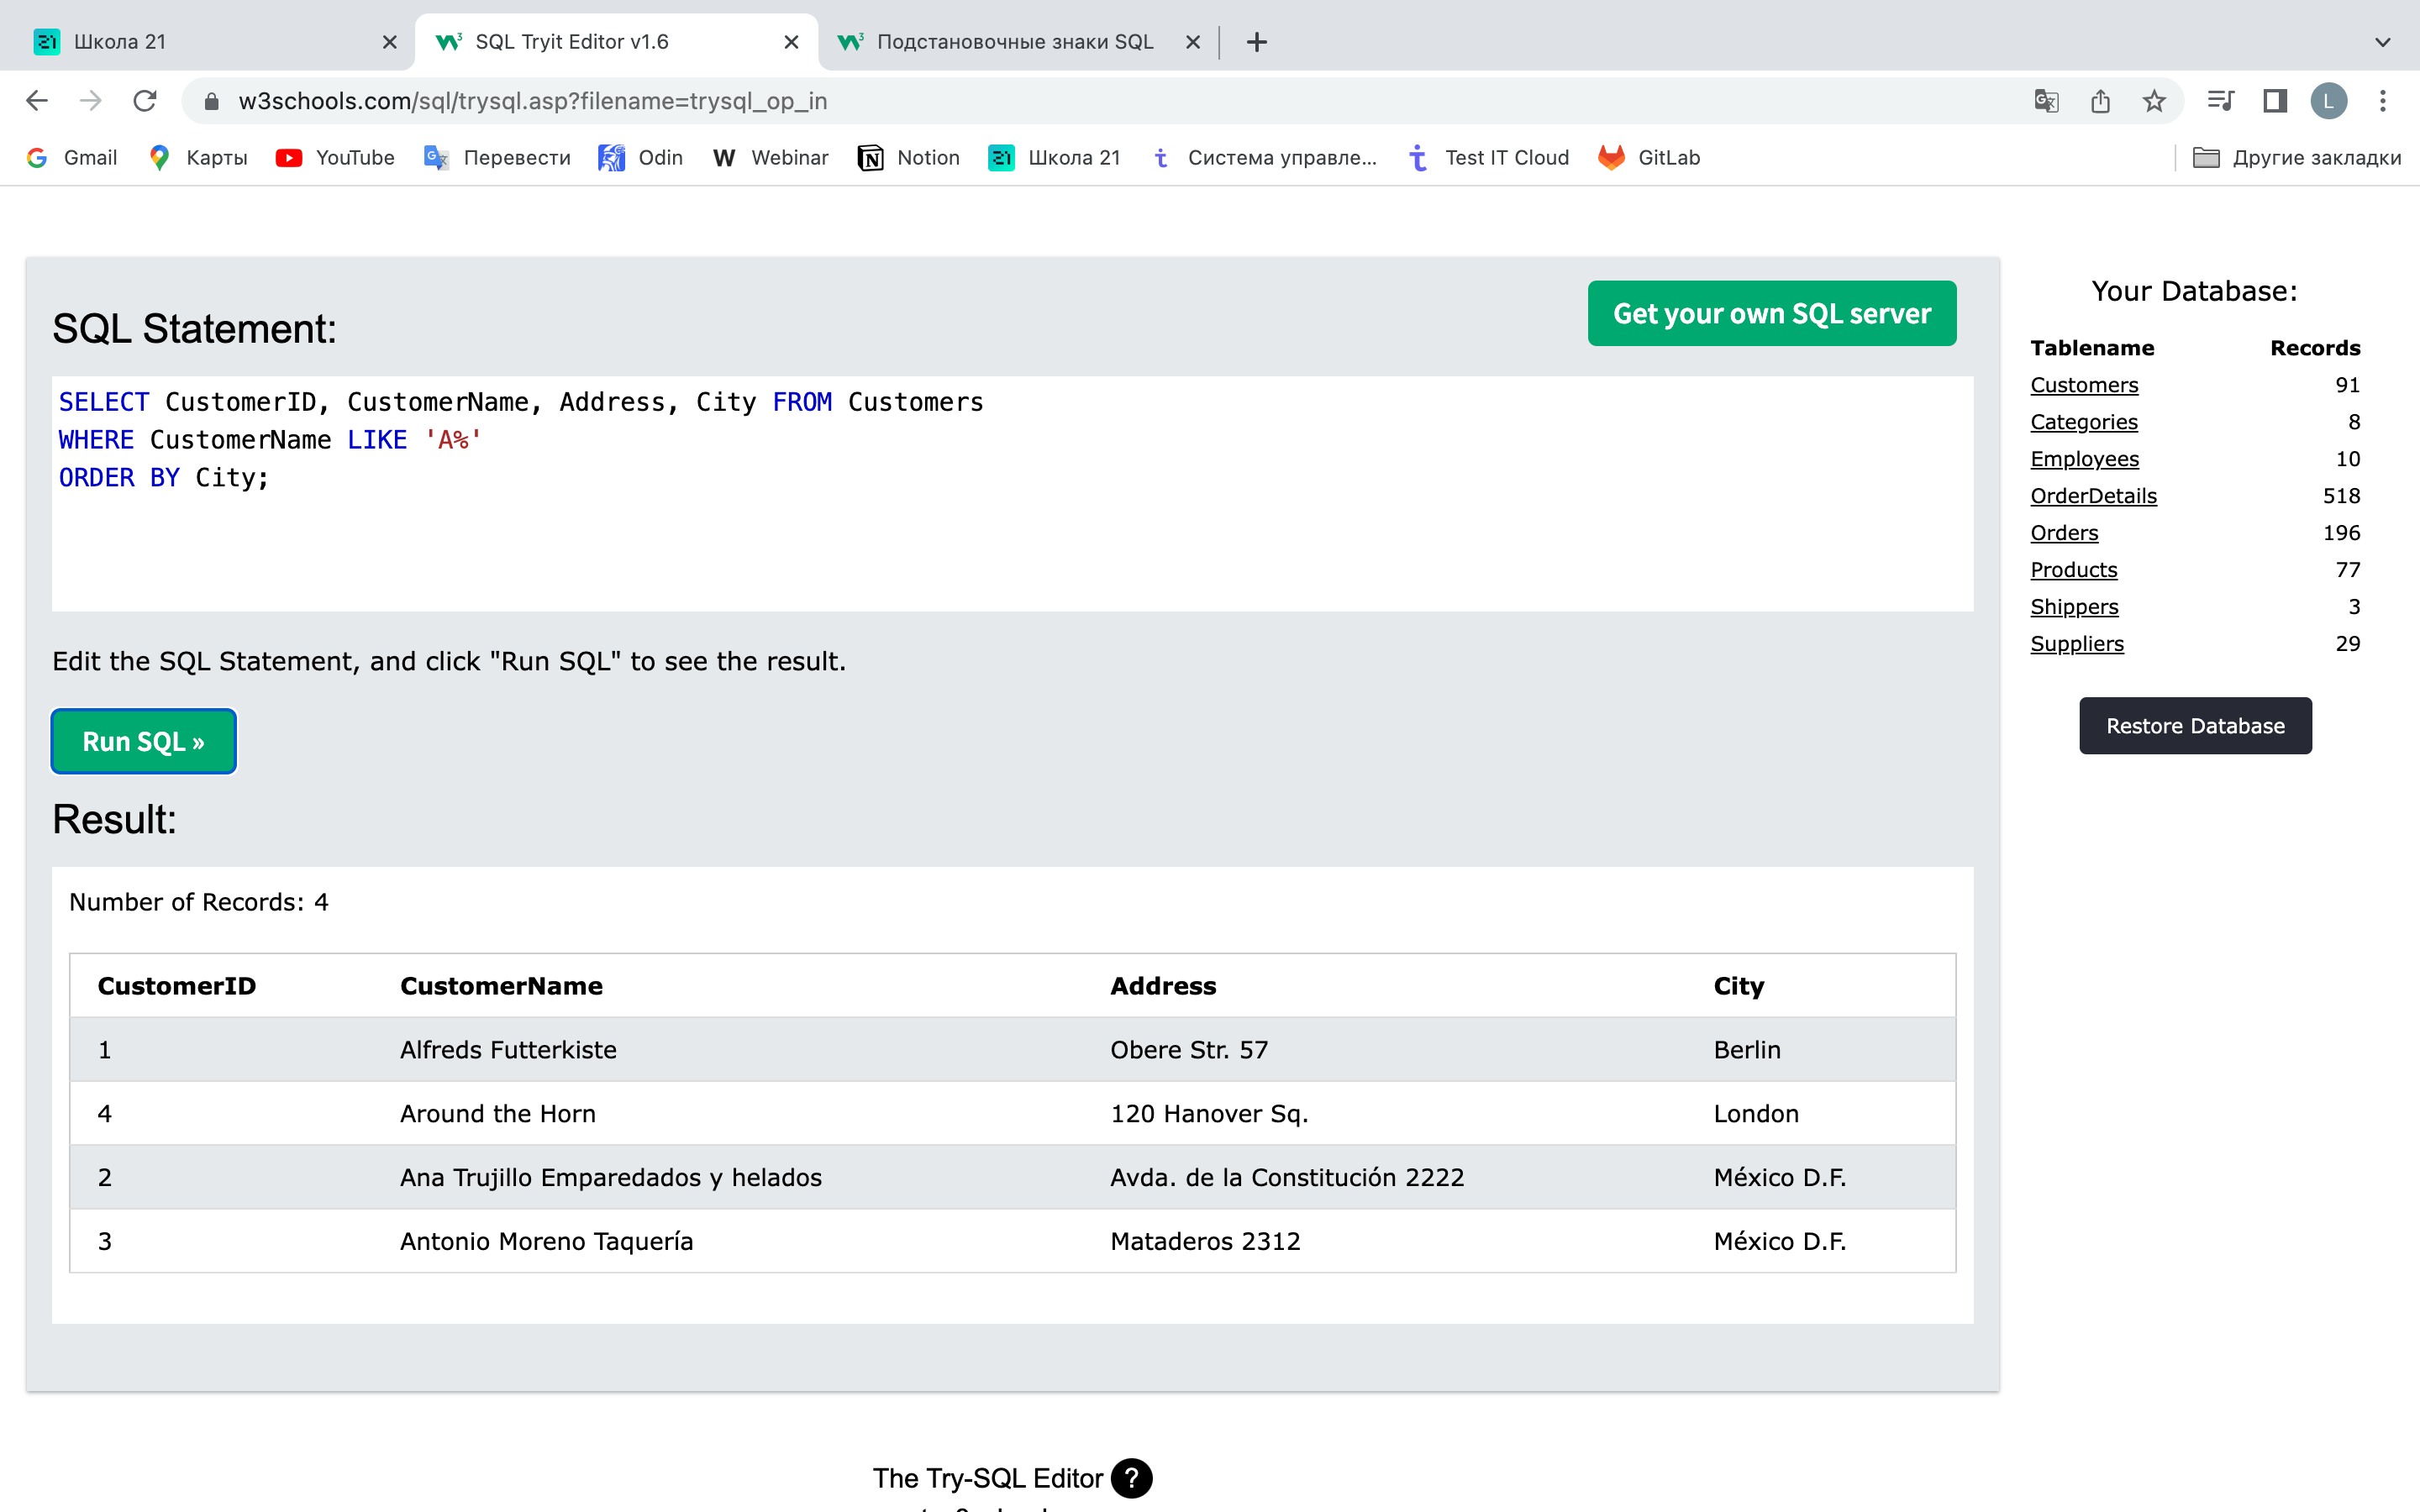 Школа 21
SQL Tryit Editor v1.6
Подстановочные знаки SQL
w3schools.com/sql/trysql.asp?filename=trysql_op_in
L
Gmail
Карты
YouTube
Перевести
Odin
W Webinar
Notion
21 Школа 21
Система управле...
Test IT Cloud
GitLab
Другие закладки
SQL Statement:
Get your own SQL server
SELECT CustomerID, CustomerName, Address, City FROM Customers
WHERE CustomerName LIKE 'A%'
ORDER BY City;
Edit the SQL Statement, and click "Run SQL" to see the result.
Run SQL »
Result:
Number of Records: 4
CustomerID CustomerName Address City
1 Alfreds Futterkiste Obere Str. 57 Berlin
4 Around the Horn 120 Hanover Sq. London
2 Ana Trujillo Emparedados y helados Avda. de la Constitución 2222 México D.F.
3 Antonio Moreno Taquería Mataderos 2312 México D.F.
The Try-SQL Editor ?
Your Database:
Tablename Records
Customers 91
Categories 8
Employees 10
OrderDetails 518
Orders 196
Products 77
Shippers 3
Suppliers 29
Restore Database